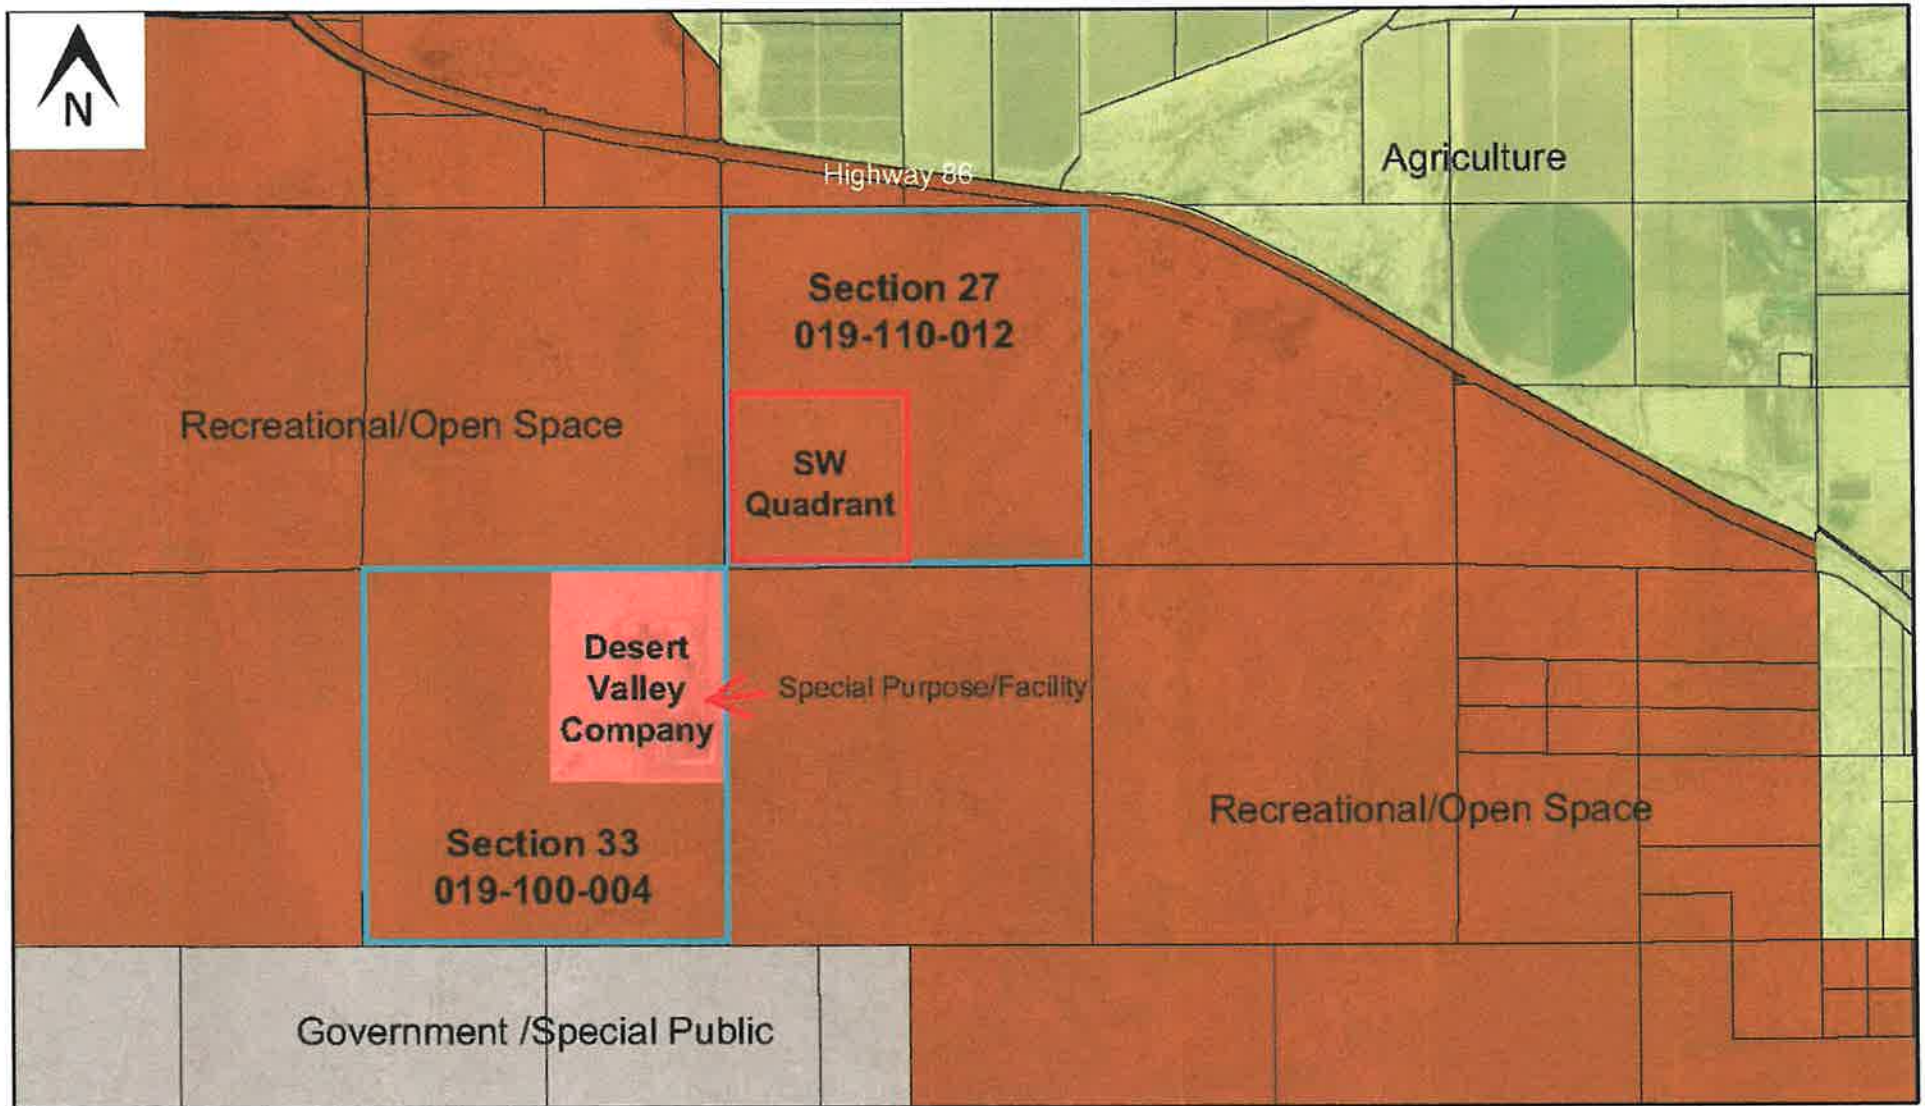 N
Agriculture
Highway 86
Section 27
019-110-012
Recreational/Open Space
SW
Quadrant
Desert
Valley
Company
Special Purpose/Facility
Recreational/Open Space
Section 33
019-100-004
Government /Special Public